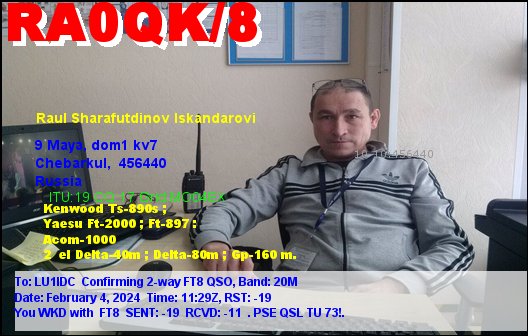 RA0QK/8
Raul Sharafutdinov Iskandarovi
9 Maya, dom1 kv7
Chebarkul, 456440
Russia
456440
ITU:19
Kenwood Ts-890s ;
Yaesu Ft-2000 ; Ft-897 ;
Acom-1000
2 el Delta-40m ; Delta-80m ; Gp-160 m.
To: LU1IDC Confirming 2-way FT8 QSO, Band: 20M
Date: February 4, 2024 Time: 11:29Z, RST: -19
You WKD with FT8 SENT: -19 RCVD: -11 . PSE QSL TU 73!.